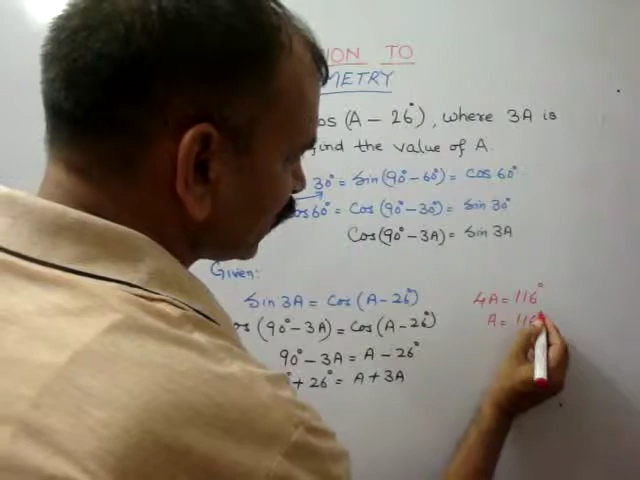 ION TO
METRY
os (A - 26°), where 3A is
find the value of A.
30° = Sin(90° - 60°) = Cos 60°
os 60° = Cos (90° - 30°) = Sin 30°
Cos(90° - 3A) = Sin 3A
Given:
Sin 3A = Cos (A - 26°)
os (90° - 3A) = Cos (A - 26°)
90° - 3A = A - 26°
° + 26° = A + 3A
4A = 116°
A = 116